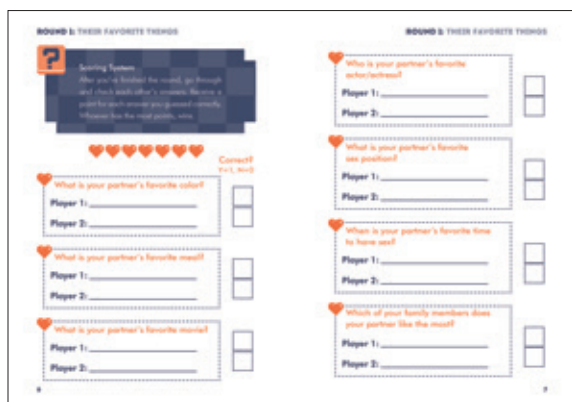 ROUND 1: THEIR FAVORITE THINGS
?
Scoring System
After you've finished the round, go through
and check each other's answers. Receive a
point for each answer you guessed correctly.
Whoever has the most points, wins.
Correct?
Y=1, N=0
What is your partner's favorite color?
Player 1:
Player 2:
What is your partner's favorite meal?
Player 1:
Player 2:
What is your partner's favorite movie?
Player 1:
Player 2:
6
ROUND 1: THEIR FAVORITE THINGS
Who is your partner's favorite
actor/actress?
Player 1:
Player 2:
What is your partner's favorite
sex position?
Player 1:
Player 2:
When is your partner's favorite time
to have sex?
Player 1:
Player 2:
Which of your family members does
your partner like the most?
Player 1:
Player 2:
7